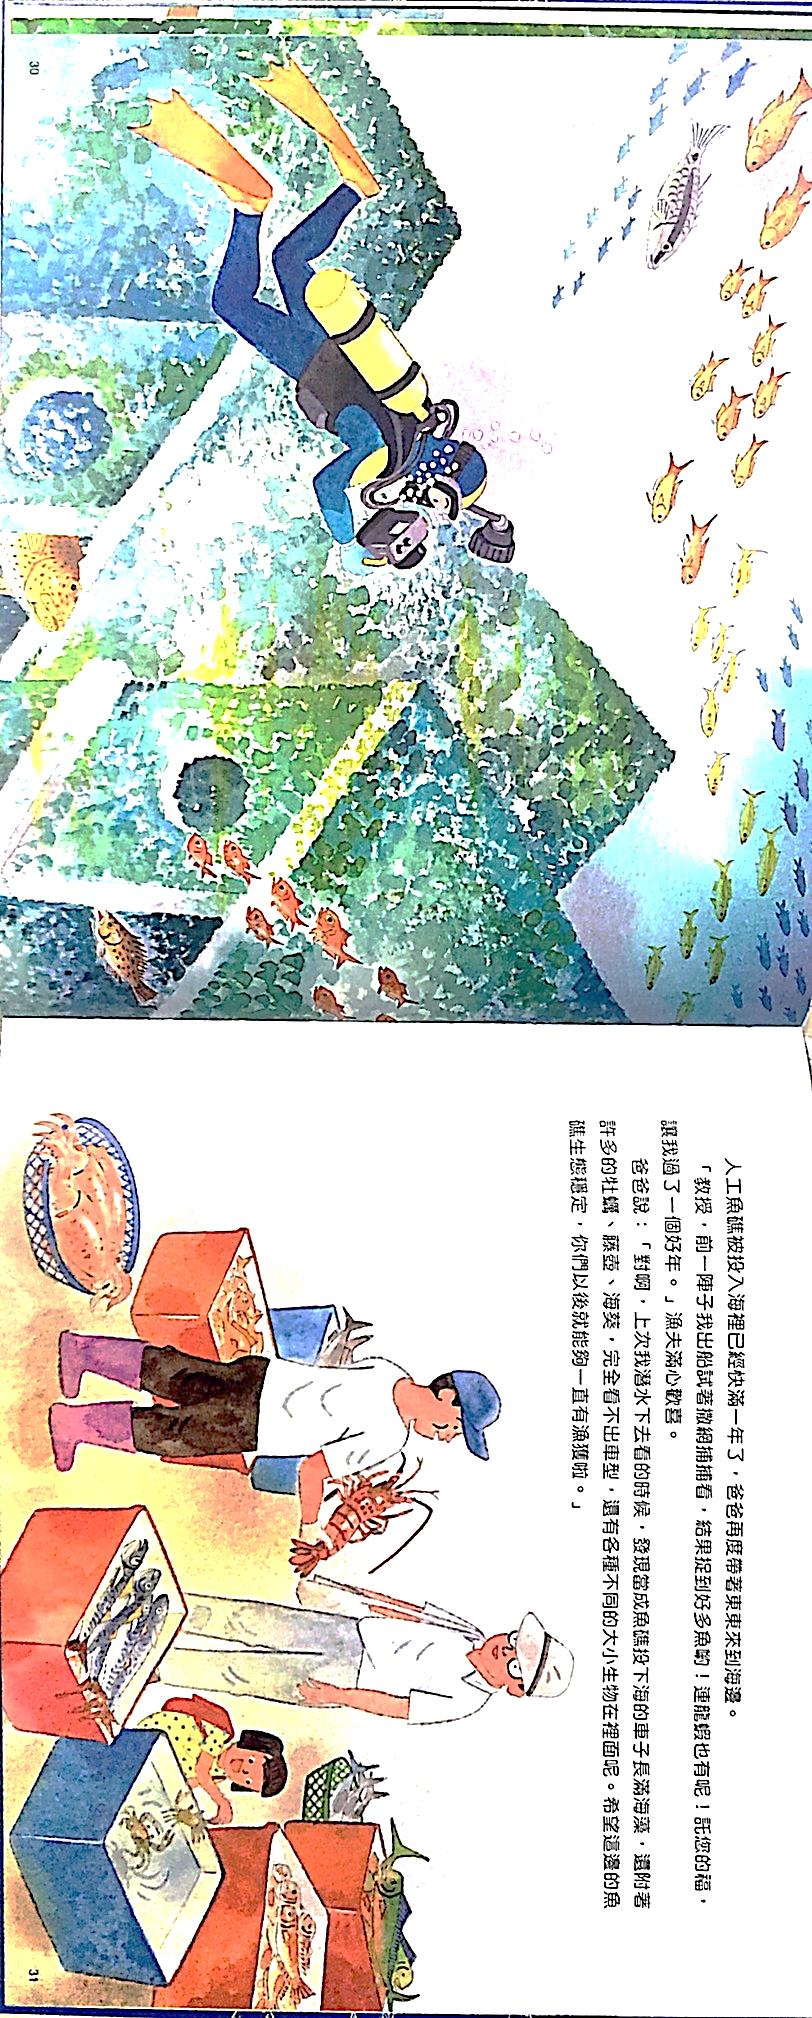 30
人工魚礁被投入海裡已經快滿一年了，爸爸再度帶著東東來到海邊。
「教授，前一陣子我出船試著撒網捕捕看，結果捉到好多魚喲！連龍蝦也有呢！託您的福，
讓我過了一個好年。」漁夫滿心歡喜。
爸爸說：「對啊，上次我潛水下去看的時候，發現當成魚礁投下海的車子長滿海藻，還附著
許多的牡蠣、藤壺、海葵，完全看不出車型，還有各種不同的大小生物在裡面呢。希望這邊的魚
礁生態穩定，你們以後就能夠一直有漁獲啦。」
31